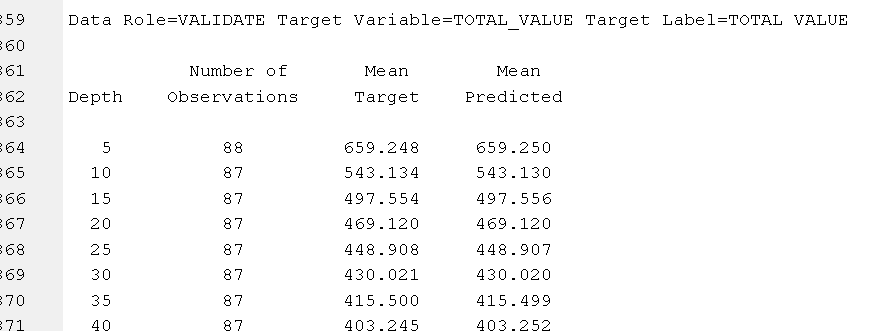 359 Data Role=VALIDATE Target Variable=TOTAL_VALUE Target Label=TOTAL VALUE
360
361 Number of Mean Mean
362 Depth Observations Target Predicted
363
364 5 88 659.248 659.250
365 10 87 543.134 543.130
366 15 87 497.554 497.556
367 20 87 469.120 469.120
368 25 87 448.908 448.907
369 30 87 430.021 430.020
370 35 87 415.500 415.499
371 40 87 403.245 403.252